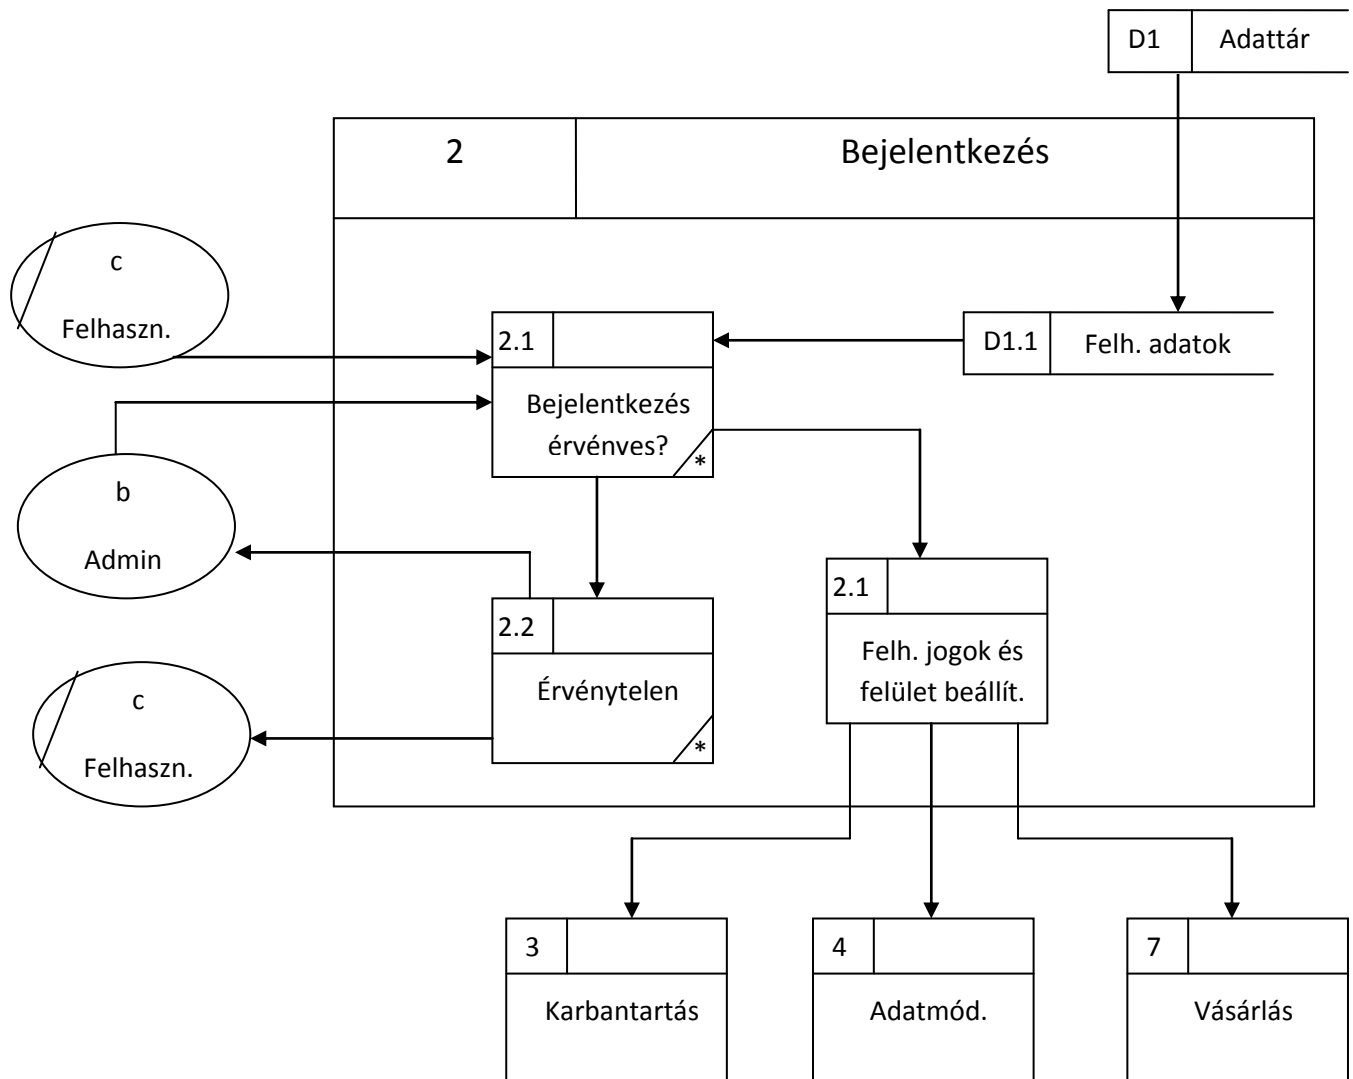 D1 Adattár
2 Bejelentkezés
c
Felhaszn.
2.1
D1.1 Felh. adatok
Bejelentkezés
érvényes?
*
b
Admin
2.1
2.2
Felh. jogok és
felület beállít.
Érvénytelen
*
c
Felhaszn.
3
Karbantartás
4
Adatmód.
7
Vásárlás